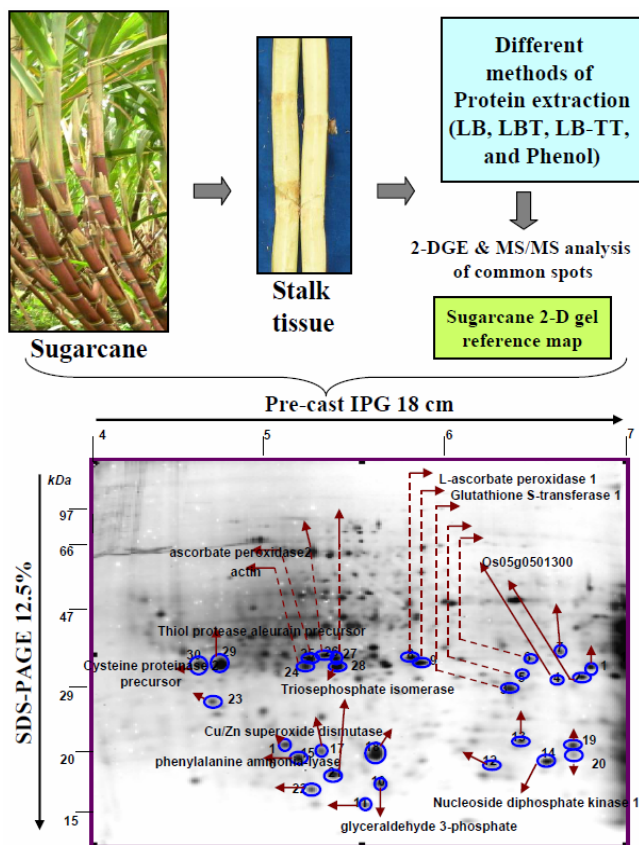 Different
methods of
Protein extraction
(LB, LBT, LB-TT,
and Phenol)
2-DGE & MS/MS analysis
of common spots
Stalk
tissue
Sugarcane 2-D gel
reference map
Sugarcane
Pre-cast IPG 18 cm
4 5 6 7
kDa
97
66
47
29
20
15
SDS-PAGE 12.5%
L-ascorbate peroxidase 1
Glutathione S-transferase 1
ascorbate peroxidase2
actin
Os05g0501300
Thiol protease aleurain precursor
Cysteine proteinase
precursor
Triosephosphate isomerase
Cu/Zn superoxide dismutase
phenylalanine ammonia-lyase
Nucleoside diphosphate kinase 1
glyceraldehyde 3-phosphate
30 29 25 26 27
24 28
23
1 15 17
22 21
10
11
12 13 14 19
20